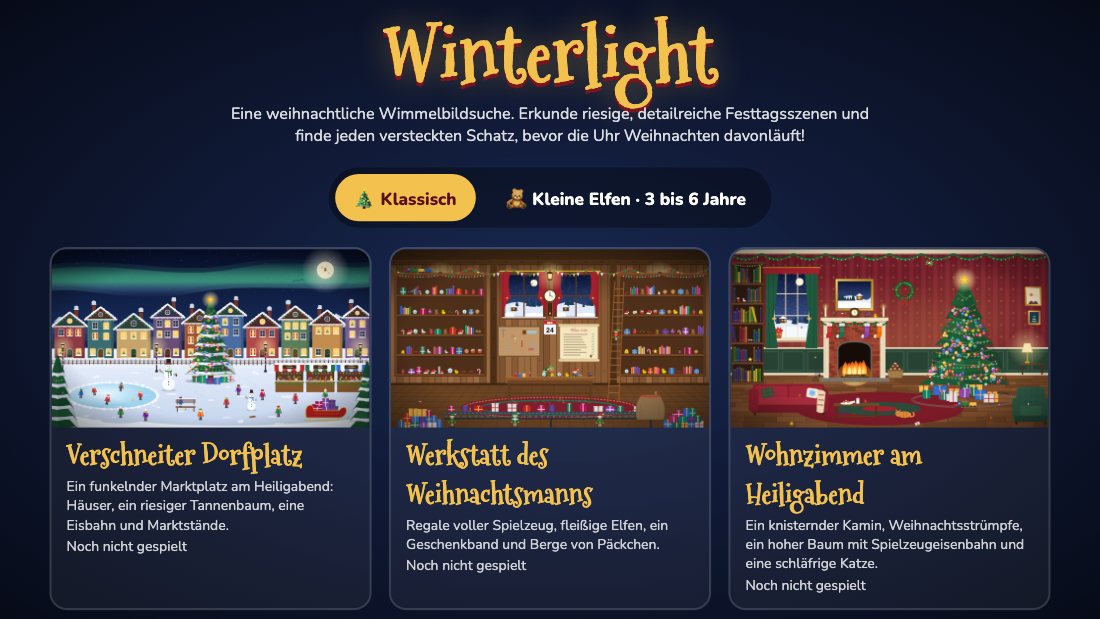 Winterlight
Eine weihnachtliche Wimmelbildsuche. Erkunde riesige, detailreiche Festtagsszenen und
finde jeden versteckten Schatz, bevor die Uhr Weihnachten davonläuft!
Klassisch
Kleine Elfen · 3 bis 6 Jahre
24
Verschneiter Dorfplatz
Ein funkelnder Marktplatz am Heiligabend:
Häuser, ein riesiger Tannenbaum, eine
Eisbahn und Marktstände.
Noch nicht gespielt
Werkstatt des
Weihnachtsmanns
Regale voller Spielzeug, fleißige Elfen, ein
Geschenkband und Berge von Päckchen.
Noch nicht gespielt
Wohnzimmer am
Heiligabend
Ein knisternder Kamin, Weihnachtsstrümpfe,
ein hoher Baum mit Spielzeugeisenbahn und
eine schläfrige Katze.
Noch nicht gespielt